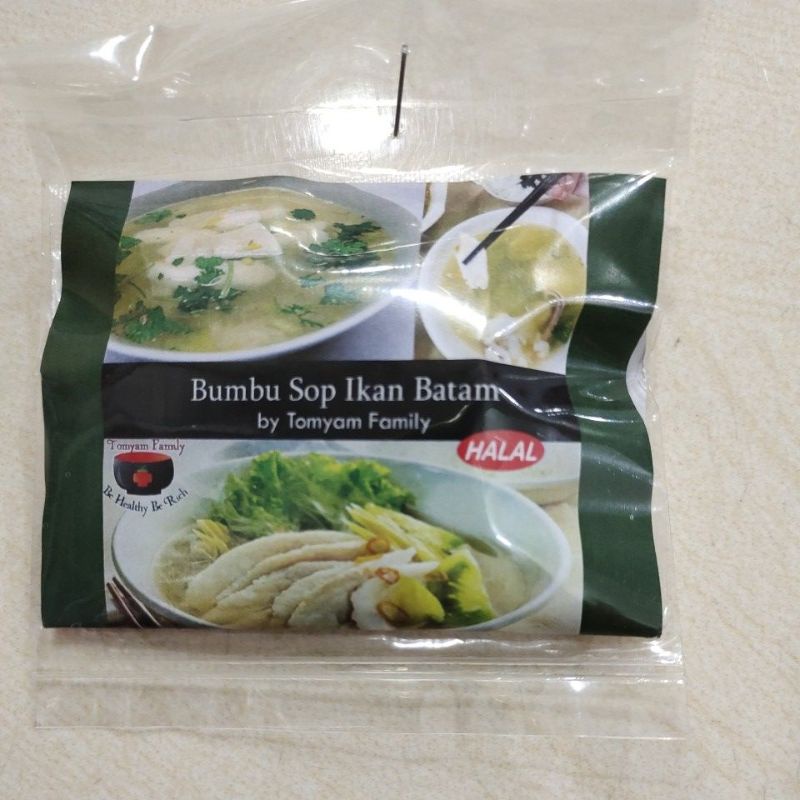 Bumbu Sop Ikan Batam
by Tomyam Family
HALAL
Tomyam Family
Be Healthy Be Rich